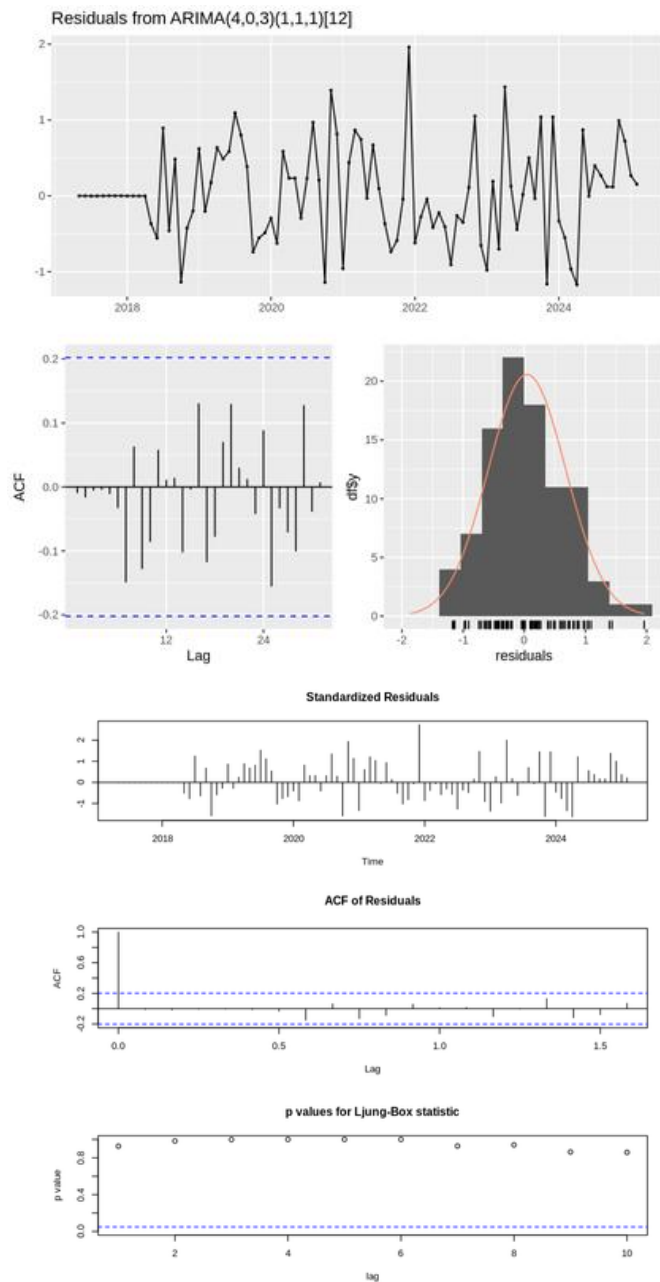 Residuals from ARIMA(4,0,3)(1,1,1)[12]
2
1
0
-1
2018 2020 2022 2024
0.2
0.1
0.0
-0.1
-0.2
ACF
12 24
Lag
20
15
10
5
0
df$y
-2 -1 0 1 2
residuals
Standardized Residuals
2
1
0
-1
2018 2020 2022 2024
Time
ACF of Residuals
1.0
0.6
0.2
-0.2
ACF
0.0 0.5 1.0 1.5
Lag
p values for Ljung-Box statistic
0.8
0.4
0.0
p value
2 4 6 8 10
lag